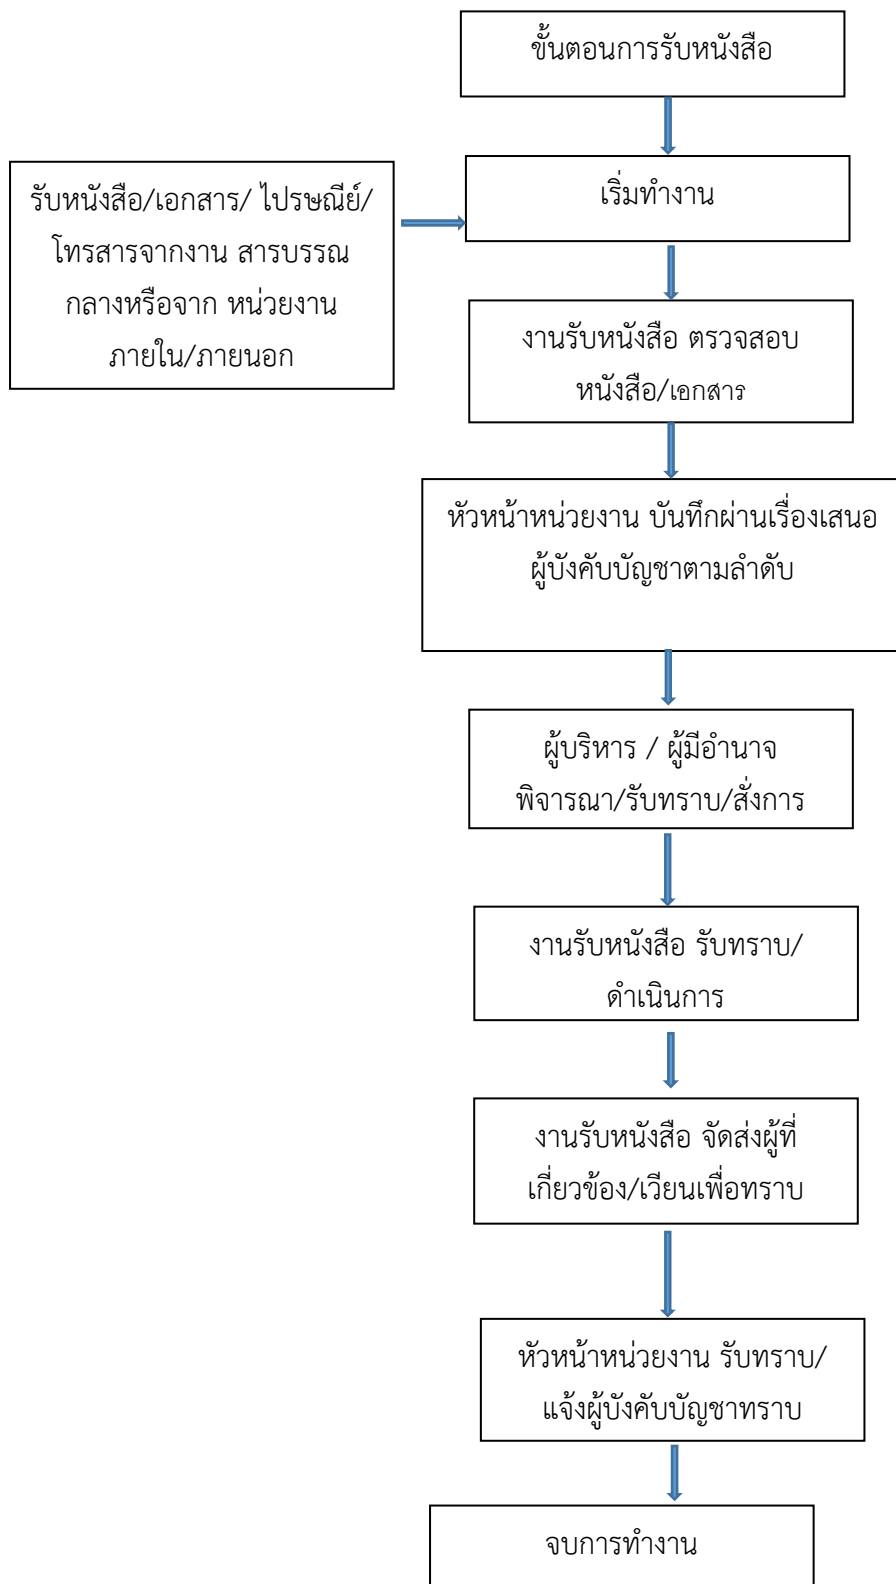 ขั้นตอนการรับหนังสือ
เริ่มทำงาน
รับหนังสือ/เอกสาร/ ไปรษณีย์/
โทรสารจากงาน สารบรรณ
กลางหรือจาก หน่วยงาน
ภายใน/ภายนอก
งานรับหนังสือ ตรวจสอบ
หนังสือ/เอกสาร
หัวหน้าหน่วยงาน บันทึกผ่านเรื่องเสนอ
ผู้บังคับบัญชาตามลำดับ
ผู้บริหาร / ผู้มีอำนาจ
พิจารณา/รับทราบ/สั่งการ
งานรับหนังสือ รับทราบ/
ดำเนินการ
งานรับหนังสือ จัดส่งผู้ที่
เกี่ยวข้อง/เวียนเพื่อทราบ
หัวหน้าหน่วยงาน รับทราบ/
แจ้งผู้บังคับบัญชาทราบ
จบการทำงาน